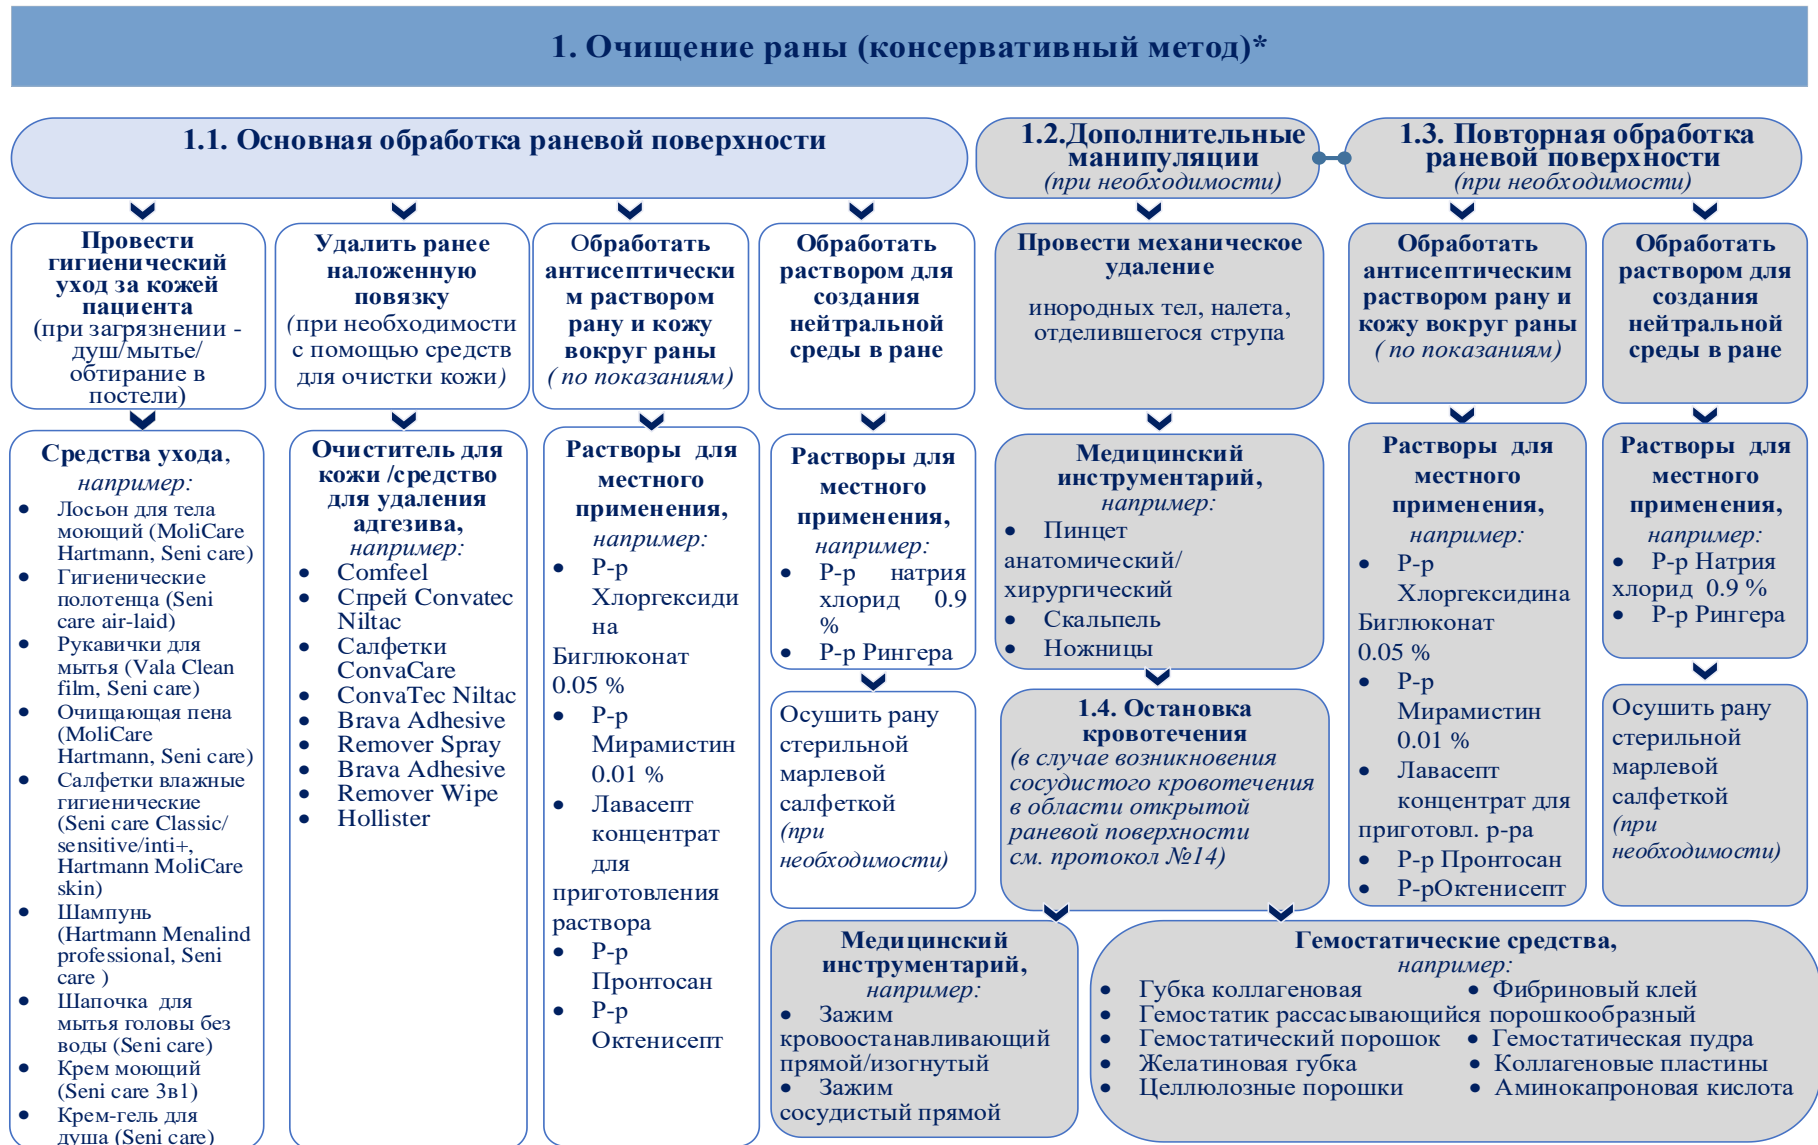 1. Очищение раны (консервативный метод)*
1.1. Основная обработка раневой поверхности
1.2.Дополнительные
манипуляции
(при необходимости)
1.3. Повторная обработка
раневой поверхности
(при необходимости)
Провести
гигиенический
уход за кожей
пациента
(при загрязнении -
душ/мытье/
обтирание в
постели)
Удалить ранее
наложенную
повязку
(при необходимости
с помощью средств
для очистки кожи)
Обработать
антисептически
м раствором
рану и кожу
вокруг раны
( по показаниям)
Обработать
раствором для
создания
нейтральной
среды в ране
Провести механическое
удаление
инородных тел, налета,
отделившегося струпа
Обработать
антисептическим
раствором рану и
кожу вокруг раны
( по показаниям)
Обработать
раствором для
создания
нейтральной
среды в ране
Средства ухода,
например:
• Лосьон для тела
моющий (MoliCare
Hartmann, Seni care)
• Гигиенические
полотенца (Seni
care air-laid)
• Рукавички для
мытья (Vala Clean
film, Seni care)
• Очищающая пена
(MoliCare
Hartmann, Seni care)
• Салфетки влажные
гигиенические
(Seni care Classic/
sensitive/inti+,
Hartmann MoliCare
skin)
• Шампунь
(Hartmann Menalind
professional, Seni
care )
• Шапочка для
мытья головы без
воды (Seni care)
• Крем моющий
(Seni care 3в1)
• Крем-гель для
душа (Seni care)
Очиститель для
кожи /средство
для удаления
адгезива,
например:
• Comfeel
• Спрей Convatec
Niltac
• Салфетки
ConvaCare
• ConvaTec Niltac
• Brava Adhesive
• Remover Spray
• Brava Adhesive
• Remover Wipe
• Hollister
Растворы для
местного
применения,
например:
• Р-р
Хлоргексиди
на
Биглюконат
0.05 %
• Р-р
Мирамистин
0.01 %
• Лавасепт
концентрат
для
приготовления
раствора
• Р-р
Пронтосан
• Р-р
Октенисепт
Растворы для
местного
применения,
например:
• Р-р натрия
хлорид 0.9
%
• Р-р Рингера
Осушить рану
стерильной
марлевой
салфеткой
(при
необходимости)
Медицинский
инструментарий,
например:
• Пинцет
анатомический/
хирургический
• Скальпель
• Ножницы
1.4. Остановка
кровотечения
(в случае возникновения
сосудистого кровотечения
в области открытой
раневой поверхности
см. протокол №14)
Растворы для
местного
применения,
например:
• Р-р
Хлоргексидина
Биглюконат
0.05 %
• Р-р
Мирамистин
0.01 %
• Лавасепт
концентрат для
приготовл. р-ра
• Р-р Пронтосан
• Р-рОктенисепт
Растворы для
местного
применения,
например:
• Р-р Натрия
хлорид 0.9 %
• Р-р Рингера
Осушить рану
стерильной
марлевой
салфеткой
(при
необходимости)
Медицинский
инструментарий,
например:
• Зажим
кровоостанавливающий
прямой/изогнутый
• Зажим
сосудистый прямой
Гемостатические средства,
например:
• Губка коллагеновая • Фибриновый клей
• Гемостатик рассасывающийся порошкообразный
• Гемостатический порошок • Гемостатическая пудра
• Желатиновая губка • Коллагеновые пластины
• Целлюлозные порошки • Аминокапроновая кислота